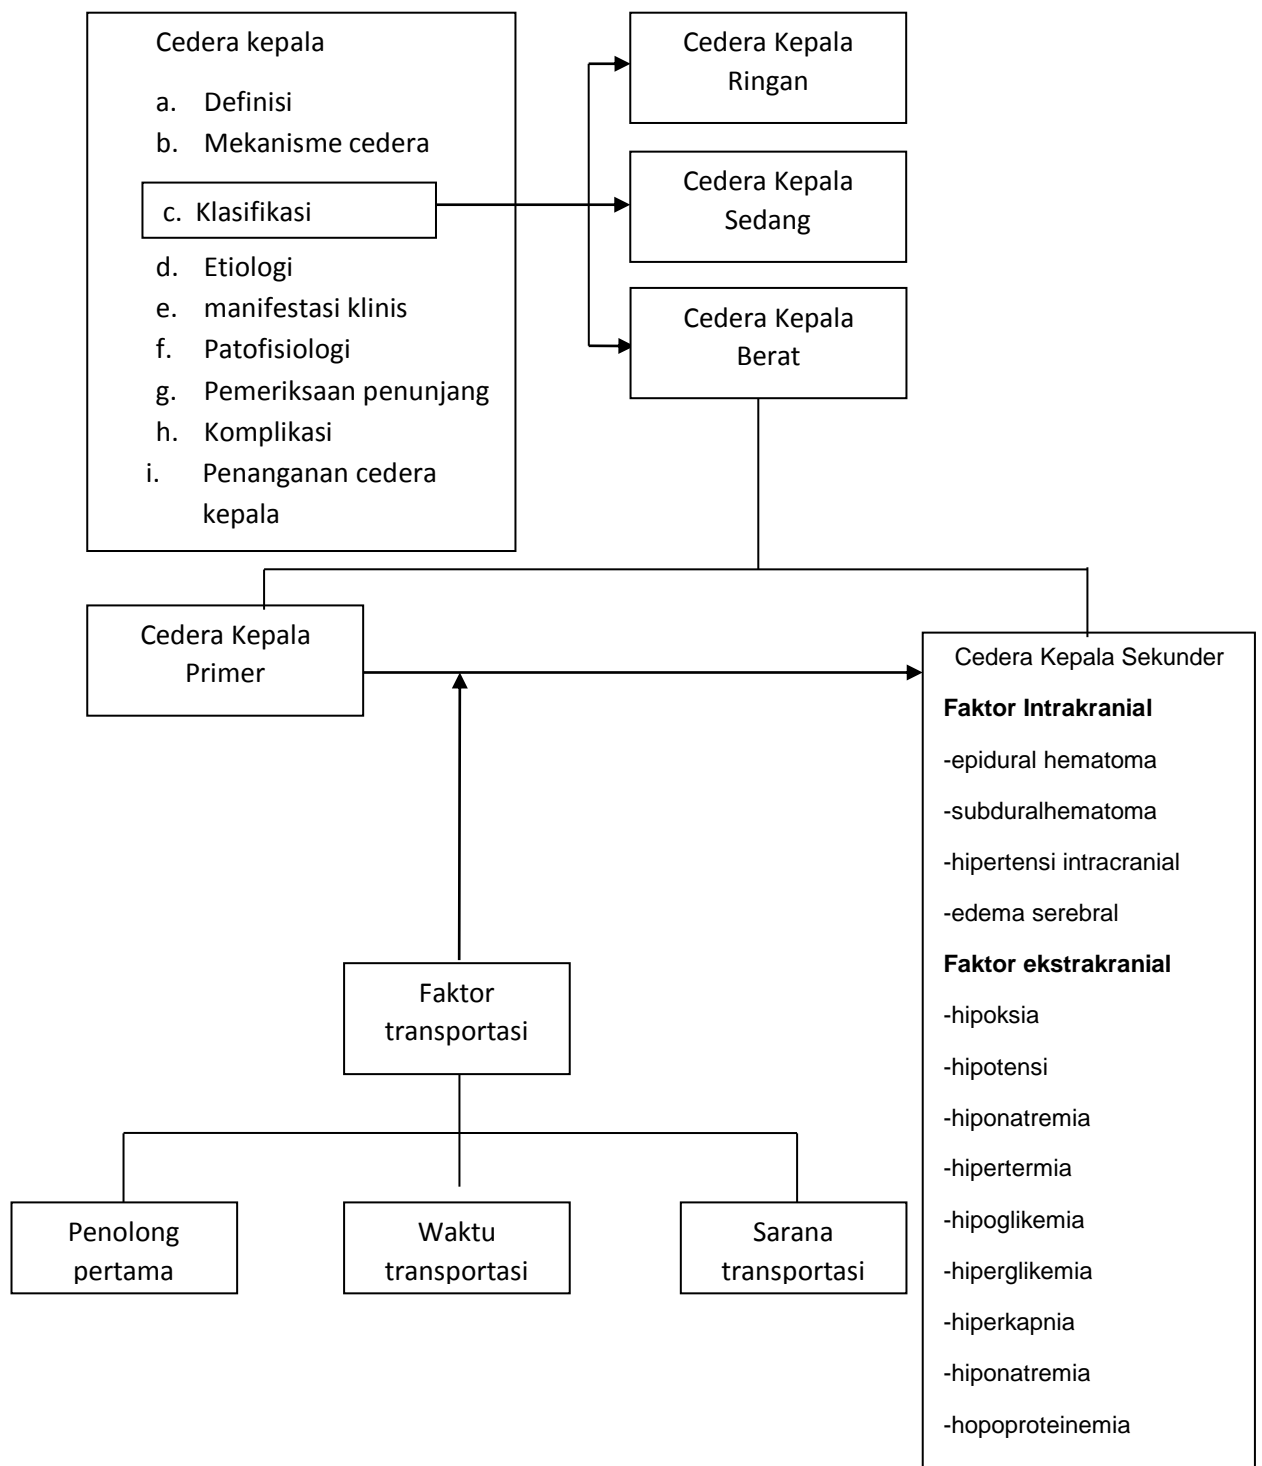 Cedera kepala
a. Definisi
b. Mekanisme cedera
c. Klasifikasi
d. Etiologi
e. manifestasi klinis
f. Patofisiologi
g. Pemeriksaan penunjang
h. Komplikasi
i. Penanganan cedera
kepala
Cedera Kepala
Ringan
Cedera Kepala
Sedang
Cedera Kepala
Berat
Cedera Kepala
Primer
Cedera Kepala Sekunder
Faktor Intrakranial
-epidural hematoma
-subduralhematoma
-hipertensi intracranial
-edema serebral
Faktor ekstrakranial
-hipoksia
-hipotensi
-hiponatremia
-hipertermia
-hipoglikemia
-hiperglikemia
-hiperkapnia
-hiponatremia
-hopoproteinemia
Faktor
transportasi
Penolong
pertama
Waktu
transportasi
Sarana
transportasi